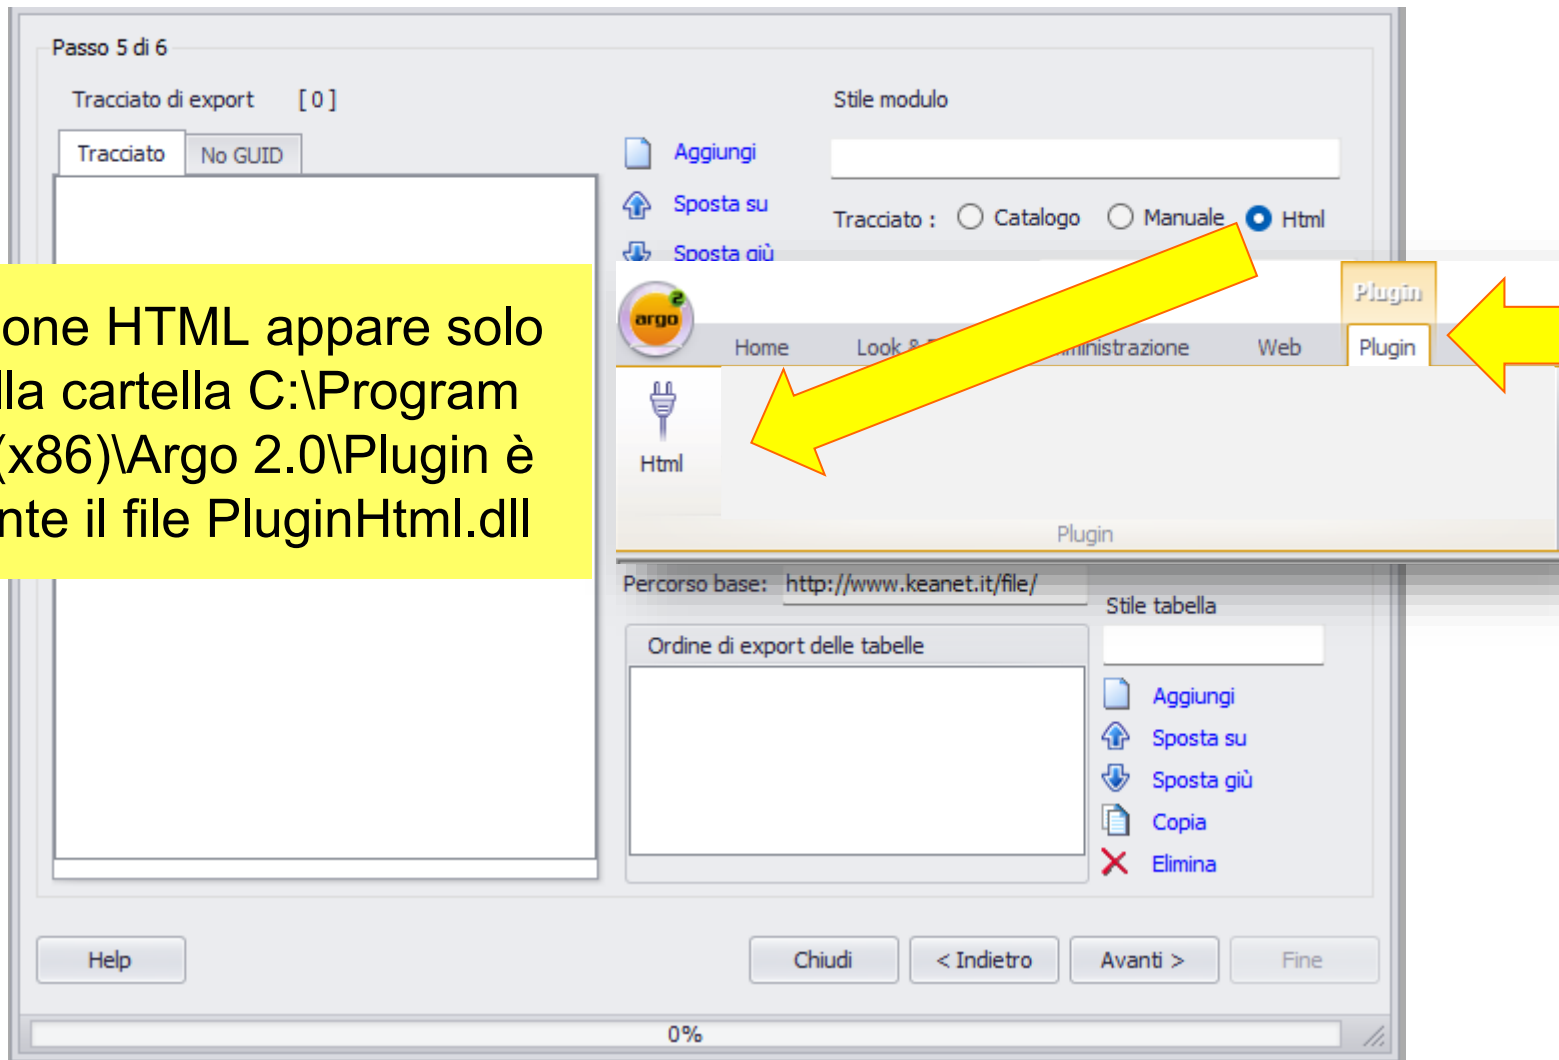 Passo 5 di 6
Tracciato di export [ 0 ]
Stile modulo
Tracciato No GUID
Aggiungi
Sposta su
Sposta giù
Tracciato : Catalogo Manuale Html
one HTML appare solo
lla cartella C:\Program
(x86)\Argo 2.0\Plugin è
nte il file PluginHtml.dll
argo 2
Plugin
Home Look & ministrazione Web Plugin
Html
Plugin
Percorso base: http://www.keanet.it/file/
Stile tabella
Ordine di export delle tabelle
Aggiungi
Sposta su
Sposta giù
Copia
Elimina
Help Chiudi < Indietro Avanti > Fine
0%